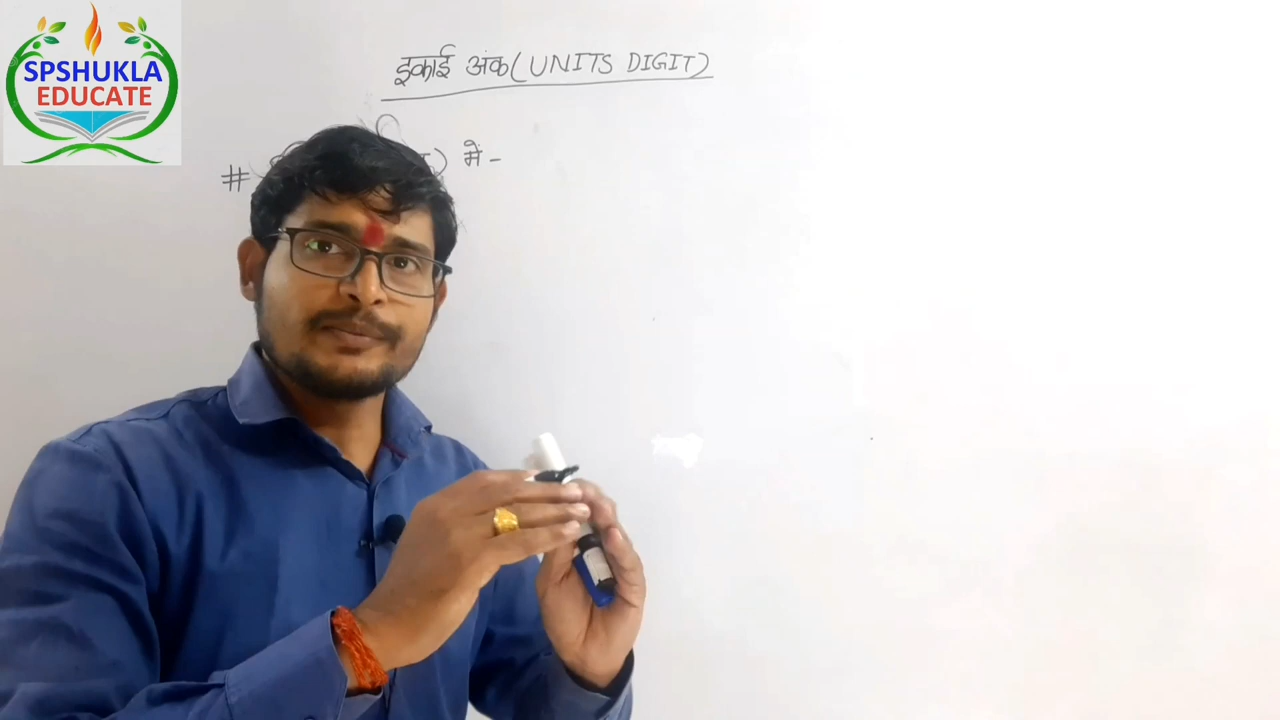 SPSHUKLA
EDUCATE
इकाई अंक (UNITS DIGIT)
# में -